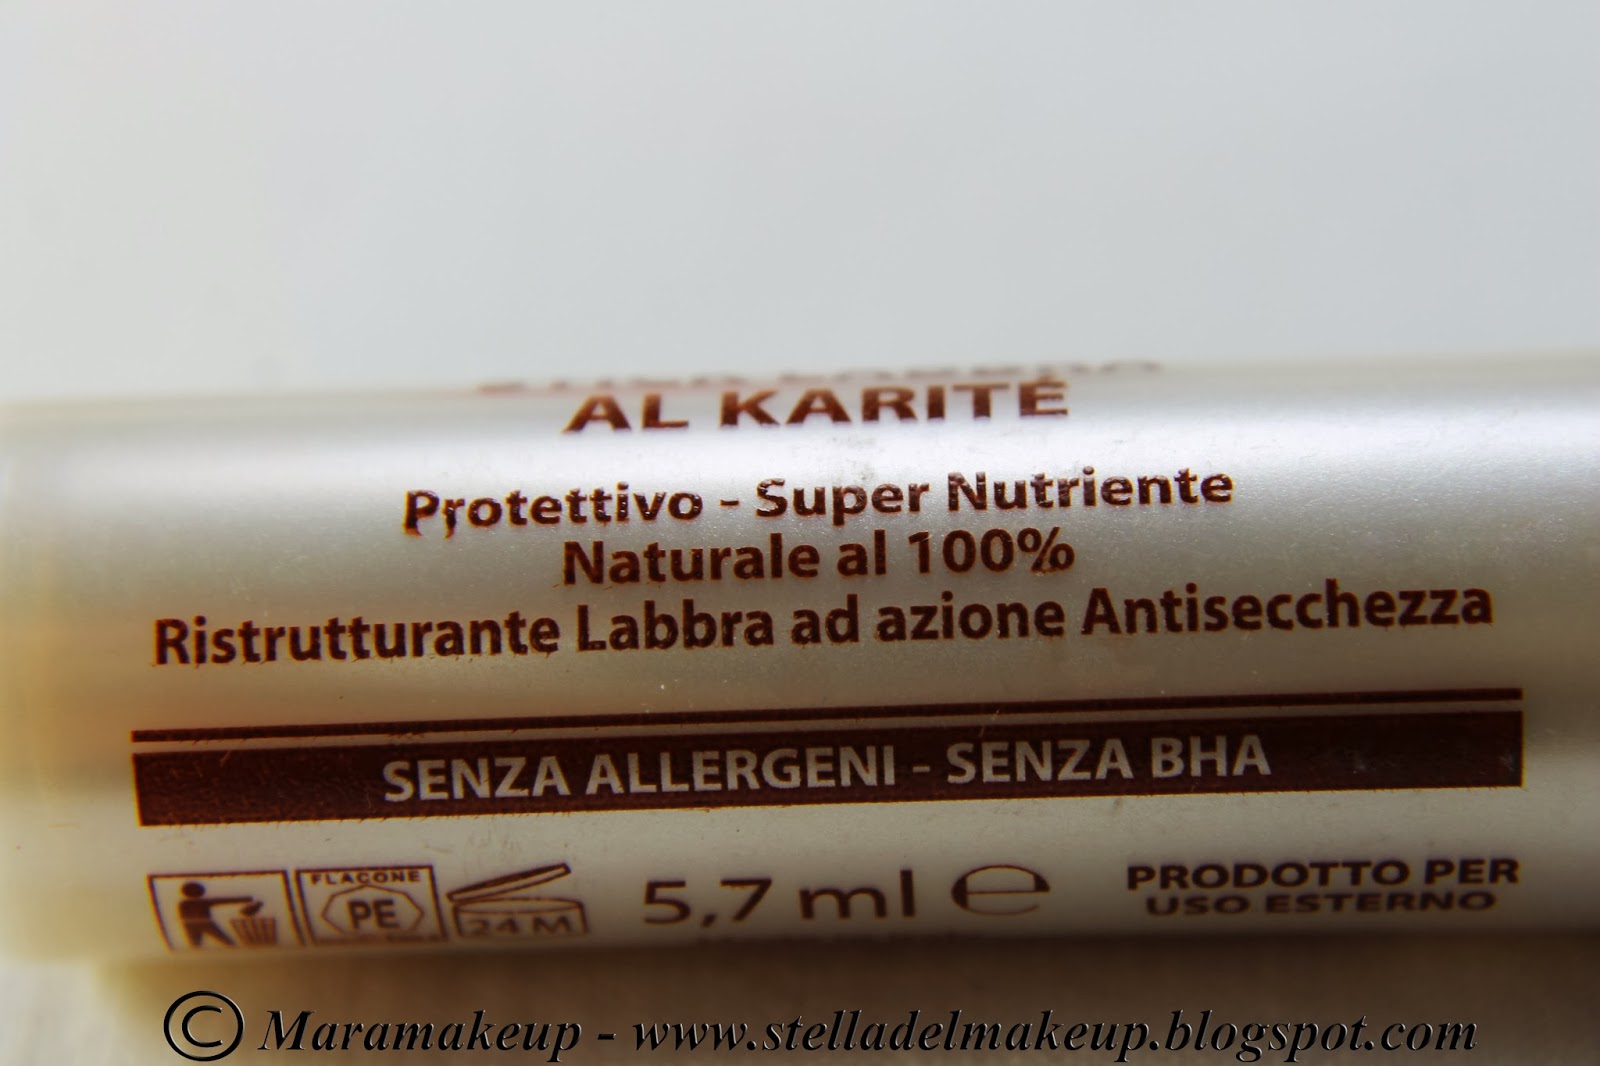 AL KARITÉ
Protettivo - Super Nutriente
Naturale al 100%
Ristrutturante Labbra ad azione Antisecchezza
SENZA ALLERGENI - SENZA BHA
FLACONE
PE
24 M
5,7 ml ℮
PRODOTTO PER
USO ESTERNO
© Maramakeup - www.stelladelmakeup.blogspot.com